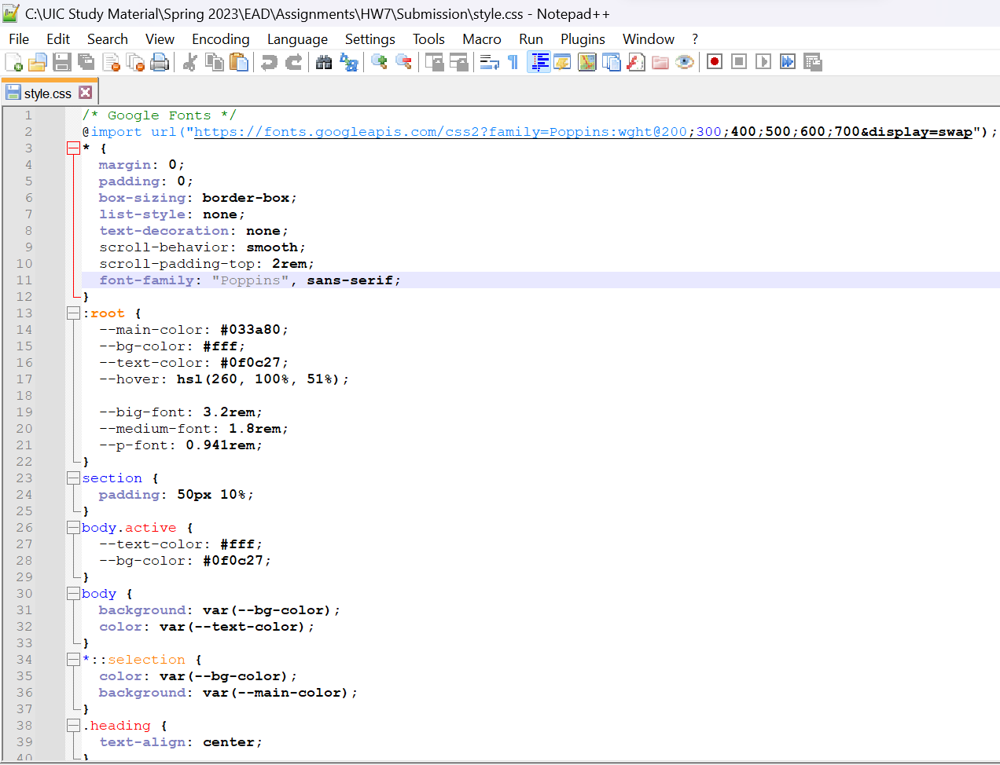 C:\UIC Study Material\Spring 2023\EAD\Assignments\HW7\Submission\style.css - Notepad++
File Edit Search View Encoding Language Settings Tools Macro Run Plugins Window ?
style.css
1 /* Google Fonts */
2 @import url("https://fonts.googleapis.com/css2?family=Poppins:wght@200;300;400;500;600;700&display=swap");
3 * {
4 margin: 0;
5 padding: 0;
6 box-sizing: border-box;
7 list-style: none;
8 text-decoration: none;
9 scroll-behavior: smooth;
10 scroll-padding-top: 2rem;
11 font-family: "Poppins", sans-serif;
12 }
13 :root {
14 --main-color: #033a80;
15 --bg-color: #fff;
16 --text-color: #0f0c27;
17 --hover: hsl(260, 100%, 51%);
18
19 --big-font: 3.2rem;
20 --medium-font: 1.8rem;
21 --p-font: 0.941rem;
22 }
23 section {
24 padding: 50px 10%;
25 }
26 body.active {
27 --text-color: #fff;
28 --bg-color: #0f0c27;
29 }
30 body {
31 background: var(--bg-color);
32 color: var(--text-color);
33 }
34 *::selection {
35 color: var(--bg-color);
36 background: var(--main-color);
37 }
38 .heading {
39 text-align: center;
40 }